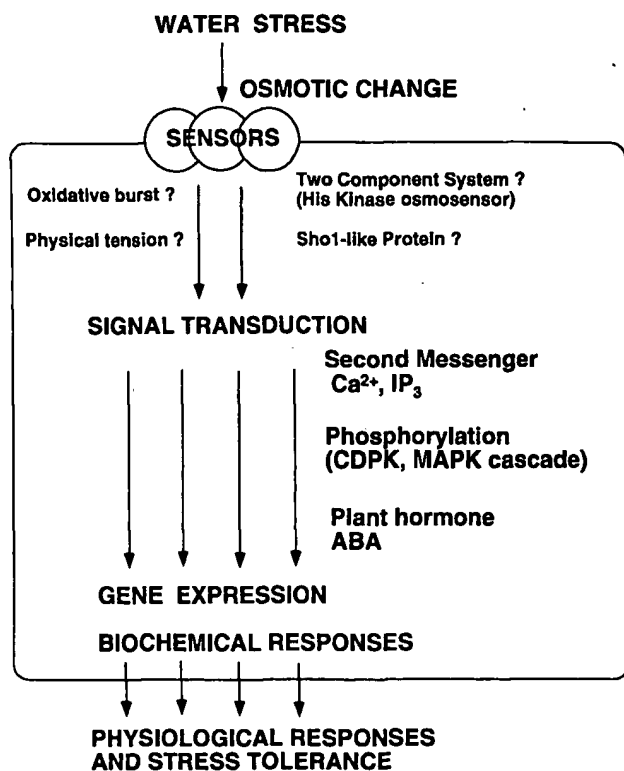 WATER STRESS
OSMOTIC CHANGE
SENSORS
Oxidative burst ?
Two Component System ?
(His Kinase osmosensor)
Physical tension ?
Sho1-like Protein ?
SIGNAL TRANSDUCTION
Second Messenger
Ca²⁺, IP₃
Phosphorylation
(CDPK, MAPK cascade)
Plant hormone
ABA
GENE EXPRESSION
BIOCHEMICAL RESPONSES
PHYSIOLOGICAL RESPONSES
AND STRESS TOLERANCE